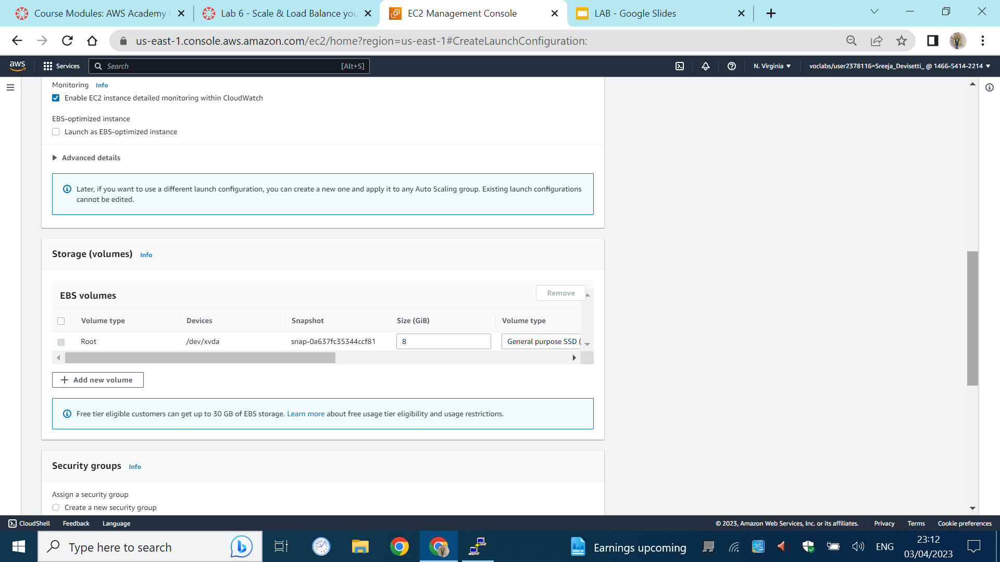 Course Modules: AWS Academy
Lab 6 - Scale & Load Balance you
EC2 Management Console
LAB - Google Slides
us-east-1.console.aws.amazon.com/ec2/home?region=us-east-1#CreateLaunchConfiguration:
aws
Services
Search
[Alt+S]
N. Virginia
voclabs/user2378116=Sreeja_Devisetti_ @ 1466-5414-2214
Monitoring Info
Enable EC2 instance detailed monitoring within CloudWatch
EBS-optimized instance
Launch as EBS-optimized instance
Advanced details
Later, if you want to use a different launch configuration, you can create a new one and apply it to any Auto Scaling group. Existing launch configurations
cannot be edited.
Storage (volumes) Info
EBS volumes
Remove
Volume type Devices Snapshot Size (GiB) Volume type
Root /dev/xvda snap-0a637fc35344ccf81 8 General purpose SSD (
Add new volume
Free tier eligible customers can get up to 30 GB of EBS storage. Learn more about free usage tier eligibility and usage restrictions.
Security groups Info
Assign a security group
Create a new security group
CloudShell Feedback Language
© 2023, Amazon Web Services, Inc. or its affiliates. Privacy Terms Cookie preferences
Type here to search
Earnings upcoming
ENG
23:12
03/04/2023